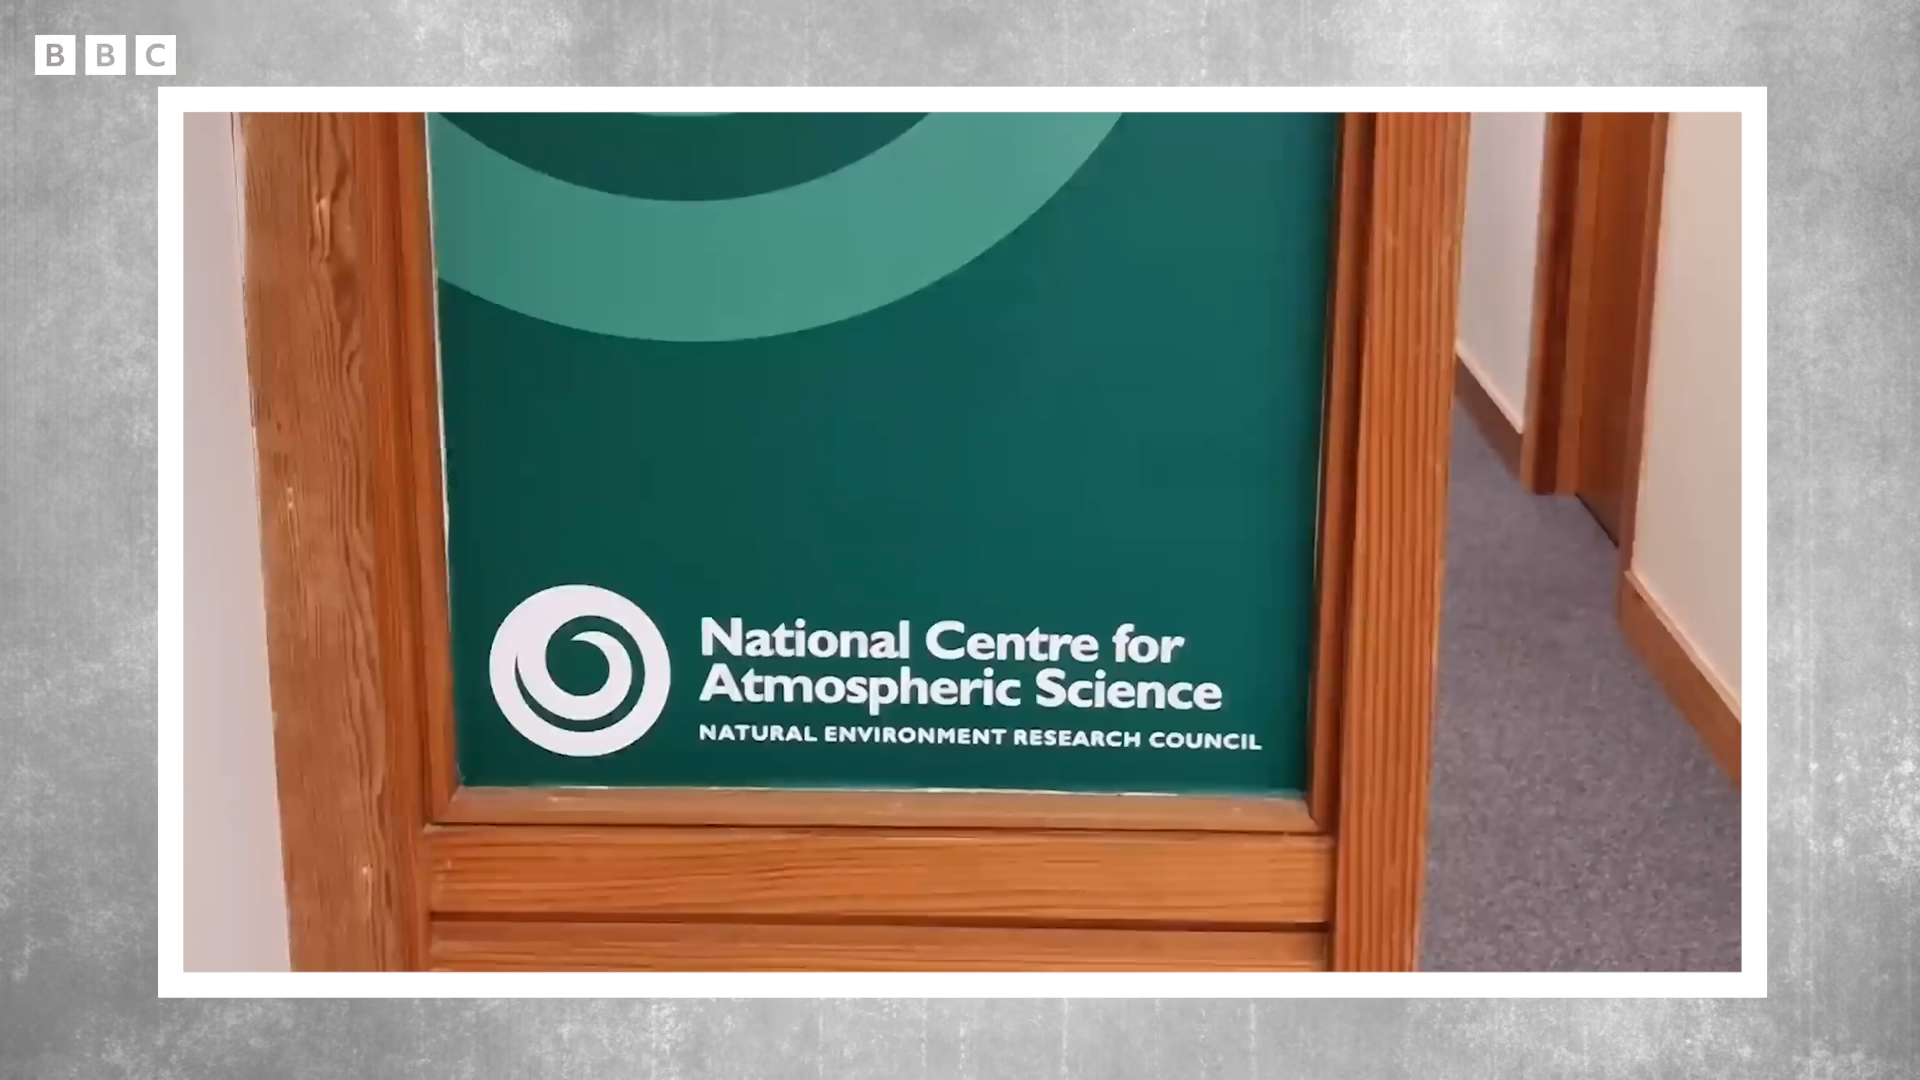 BBC
National Centre for
Atmospheric Science
NATURAL ENVIRONMENT RESEARCH COUNCIL